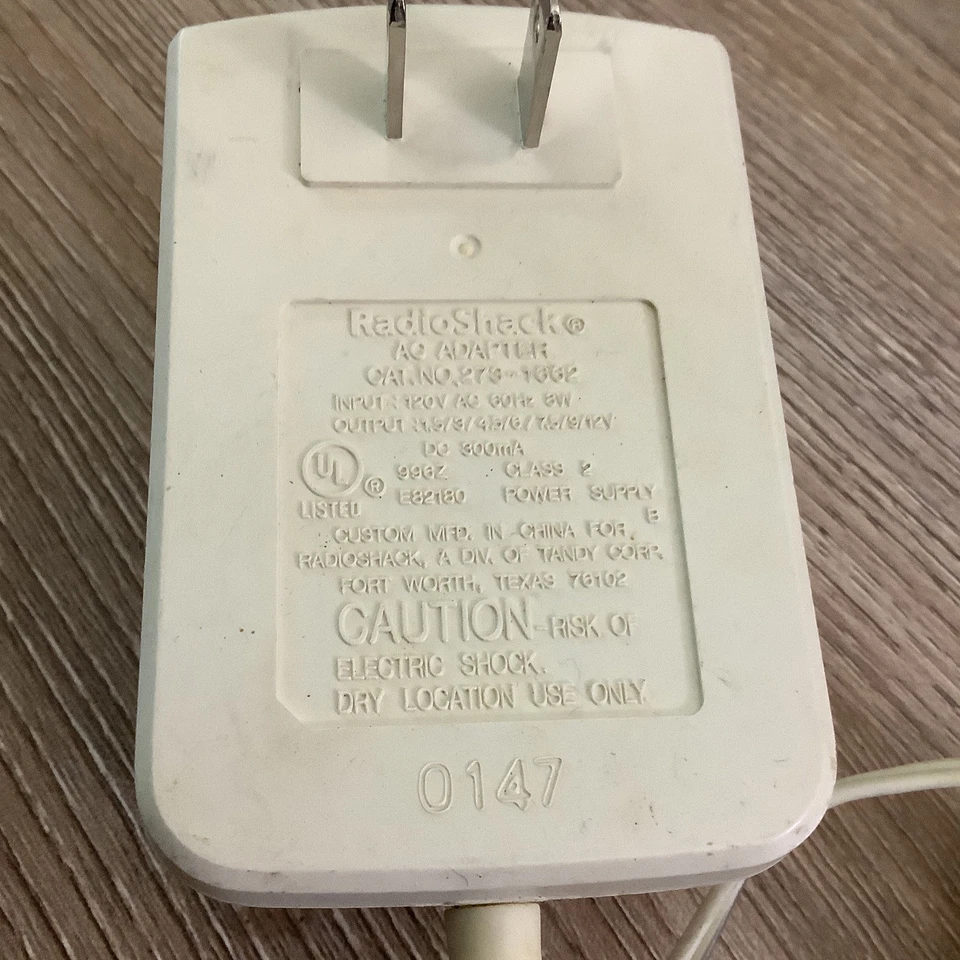 RadioShack®
AC ADAPTER
CAT.NO.273-1662
INPUT: 120V AC 60Hz 8W
OUTPUT: 1.5/3/4.5/6/7.5/9/12V
DC 300mA
UL ® 996Z CLASS 2
LISTED E82180 POWER SUPPLY
B
CUSTOM MFD. IN CHINA FOR
RADIOSHACK, A DIV. OF TANDY CORP.
FORT WORTH, TEXAS 76102
CAUTION-RISK OF
ELECTRIC SHOCK.
DRY LOCATION USE ONLY.
0147